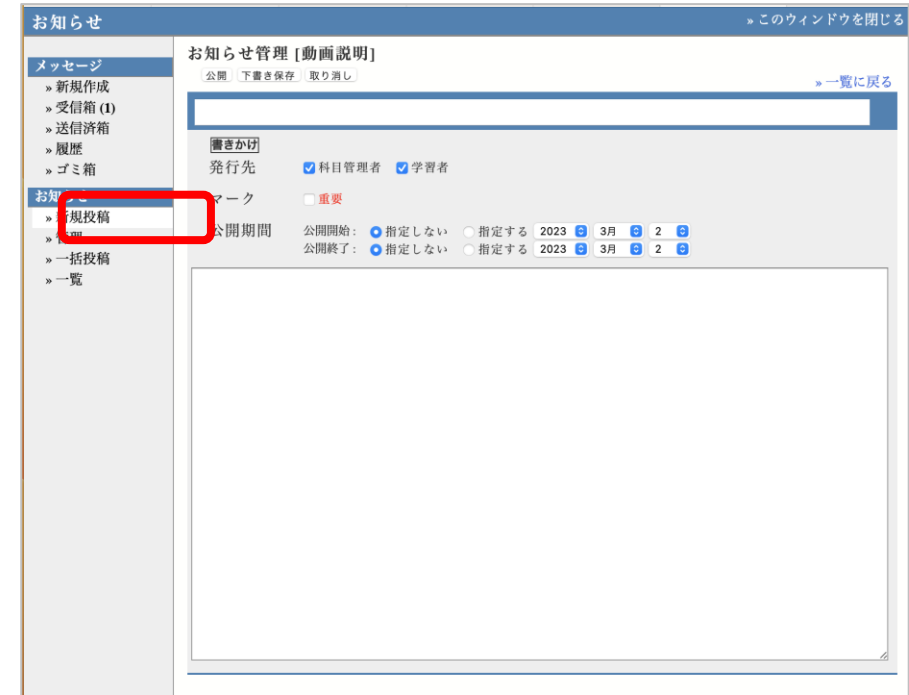 お知らせ
» このウィンドウを閉じる
メッセージ
» 新規作成
» 受信箱 (1)
» 送信済箱
» 履歴
» ゴミ箱
お知らせ
» 新規投稿
» 管理
» 一括投稿
» 一覧
お知らせ管理 [動画説明]
公開 下書き保存 取り消し
» 一覧に戻る
書きかけ
発行先 科目管理者 学習者
マーク 重要
公開期間 公開開始: 指定しない 指定する 2023 3月 2
公開終了: 指定しない 指定する 2023 3月 2